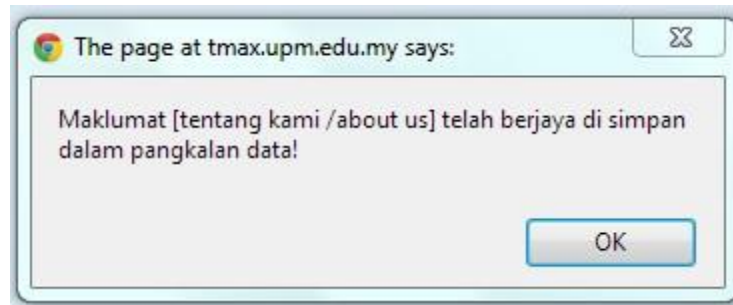 The page at tmax.upm.edu.my says:
Maklumat [tentang kami /about us] telah berjaya di simpan
dalam pangkalan data!
OK